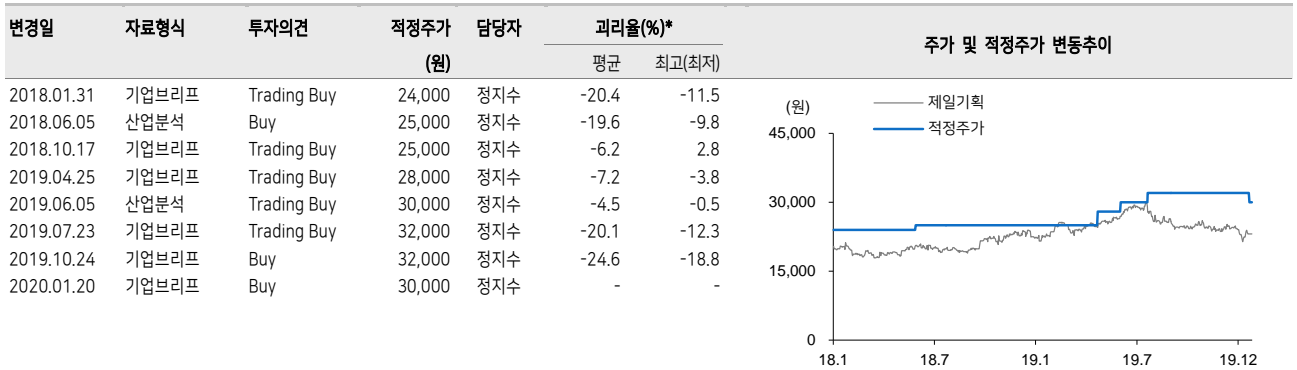 변경일 자료형식 투자의견 적정주가 담당자 괴리율(%)* 주가 및 적정주가 변동추이
(원) 평균 최고(최저)
2018.01.31 기업브리프 Trading Buy 24,000 정지수 -20.4 -11.5
2018.06.05 산업분석 Buy 25,000 정지수 -19.6 -9.8
2018.10.17 기업브리프 Trading Buy 25,000 정지수 -6.2 2.8
2019.04.25 기업브리프 Trading Buy 28,000 정지수 -7.2 -3.8
2019.06.05 산업분석 Trading Buy 30,000 정지수 -4.5 -0.5
2019.07.23 기업브리프 Trading Buy 32,000 정지수 -20.1 -12.3
2019.10.24 기업브리프 Buy 32,000 정지수 -24.6 -18.8
2020.01.20 기업브리프 Buy 30,000 정지수 - -
(원)
제일기획
적정주가
45,000
30,000
15,000
0
18.1 18.7 19.1 19.7 19.12